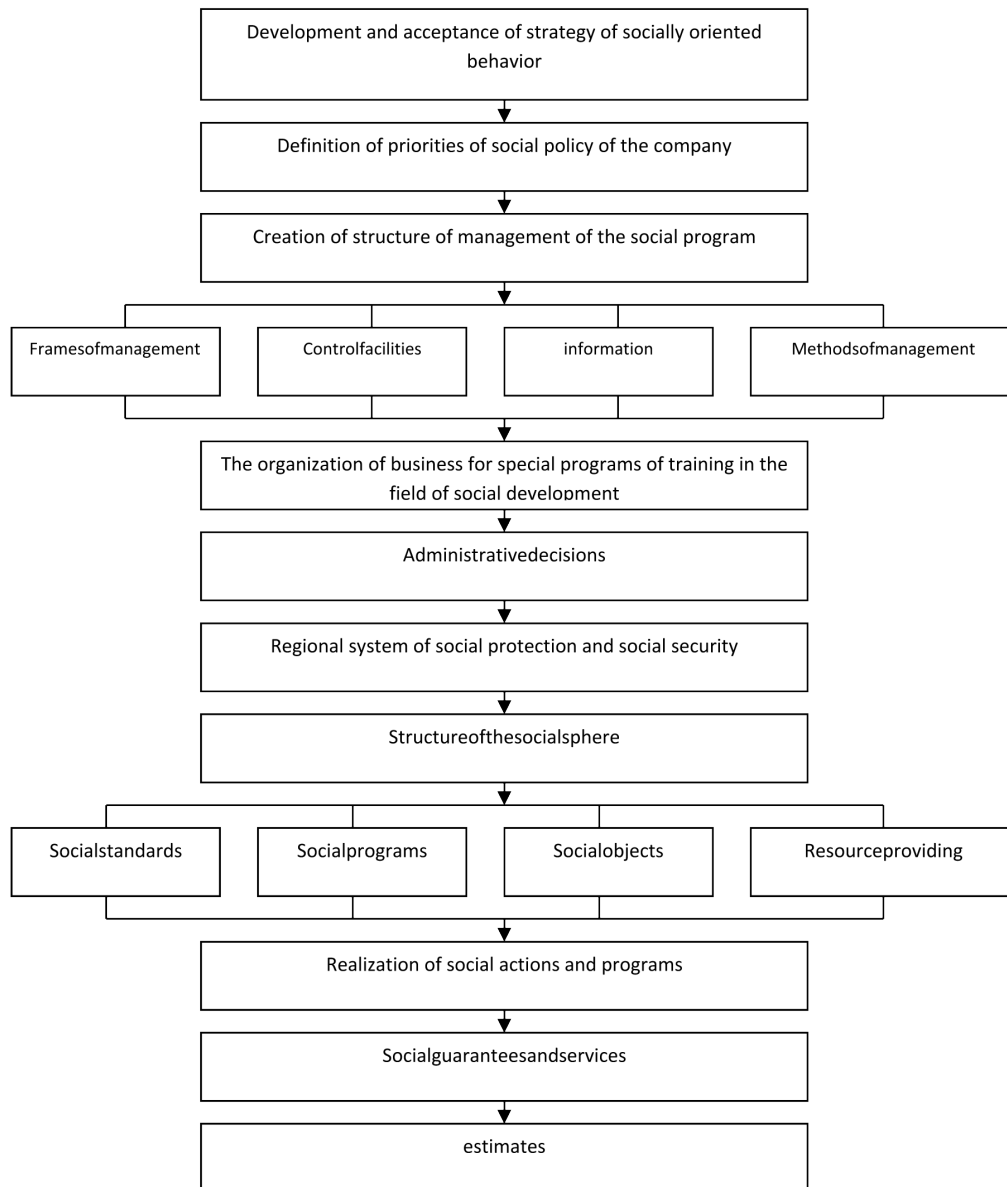 Development and acceptance of strategy of socially oriented
behavior
Definition of priorities of social policy of the company
Creation of structure of management of the social program
Framesofmanagement
Controlfacilities
information
Methodsofmanagement
The organization of business for special programs of training in the
field of social development
Administrativedecisions
Regional system of social protection and social security
Structureofthesocialsphere
Socialstandards
Socialprograms
Socialobjects
Resourceproviding
Realization of social actions and programs
Socialguaranteesandservices
estimates